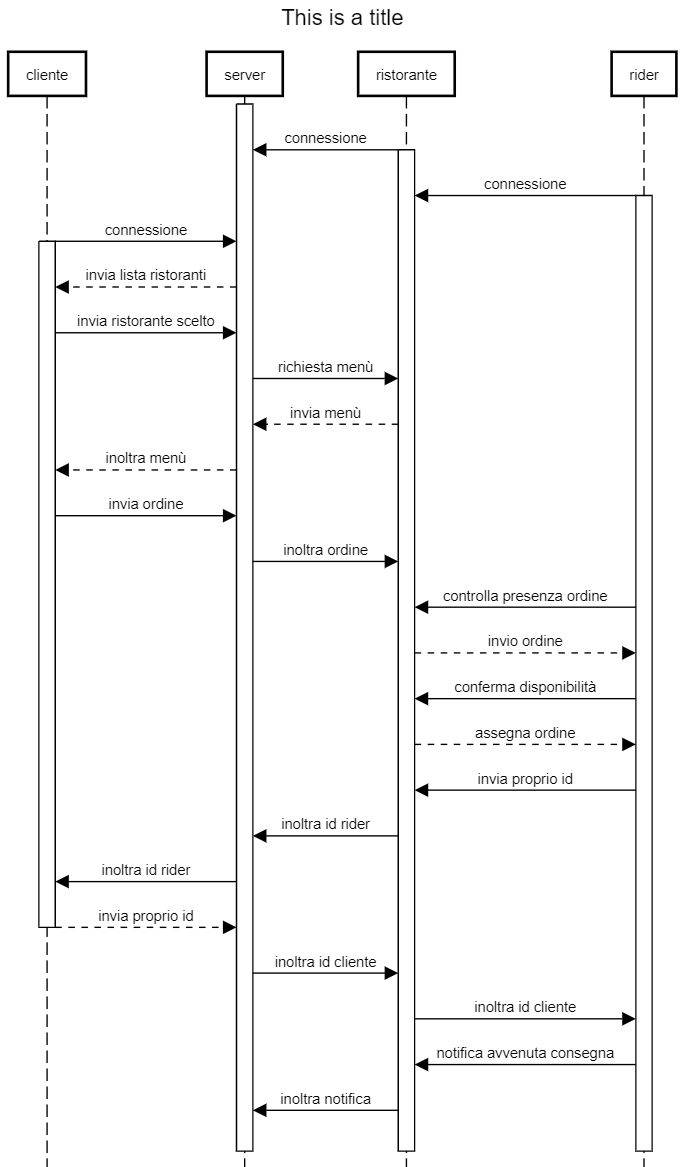 This is a title
cliente
server
ristorante
rider
connessione
connessione
connessione
invia lista ristoranti
invia ristorante scelto
richiesta menù
invia menù
inoltra menù
invia ordine
inoltra ordine
controlla presenza ordine
invio ordine
conferma disponibilità
assegna ordine
invia proprio id
inoltra id rider
inoltra id rider
invia proprio id
inoltra id cliente
inoltra id cliente
notifica avvenuta consegna
inoltra notifica